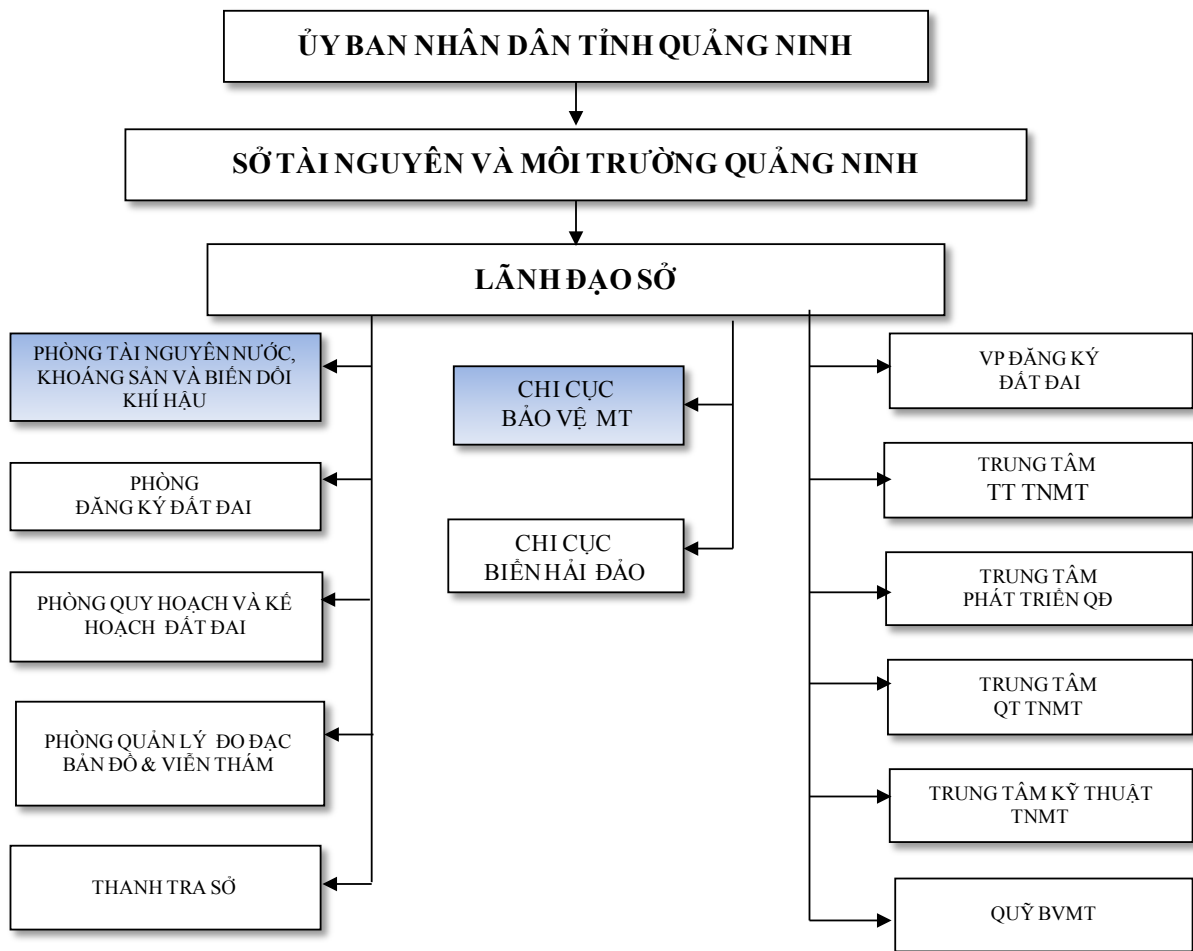 ỦY BAN NHÂN DÂN TỈNH QUẢNG NINH
SỞ TÀI NGUYÊN VÀ MÔI TRƯỜNG QUẢNG NINH
LÃNH ĐẠO SỞ
PHÒNG TÀI NGUYÊN NƯỚC,
KHOÁNG SẢN VÀ BIẾN DỔI
KHÍ HẬU
PHÒNG
ĐĂNG KÝ ĐẤT ĐAI
PHÒNG QUY HOẠCH VÀ KẾ
HOẠCH ĐẤT ĐAI
PHÒNG QUẢN LÝ ĐO ĐẠC
BẢN ĐỒ & VIỄN THÁM
THANH TRA SỞ
CHI CỤC
BẢO VỆ MT
CHI CỤC
BIỂN HẢI ĐẢO
VP ĐĂNG KÝ
ĐẤT ĐAI
TRUNG TÂM
TT TNMT
TRUNG TÂM
PHÁT TRIỂN QĐ
TRUNG TÂM
QT TNMT
TRUNG TÂM KỸ THUẬT
TNMT
QUỸ BVMT